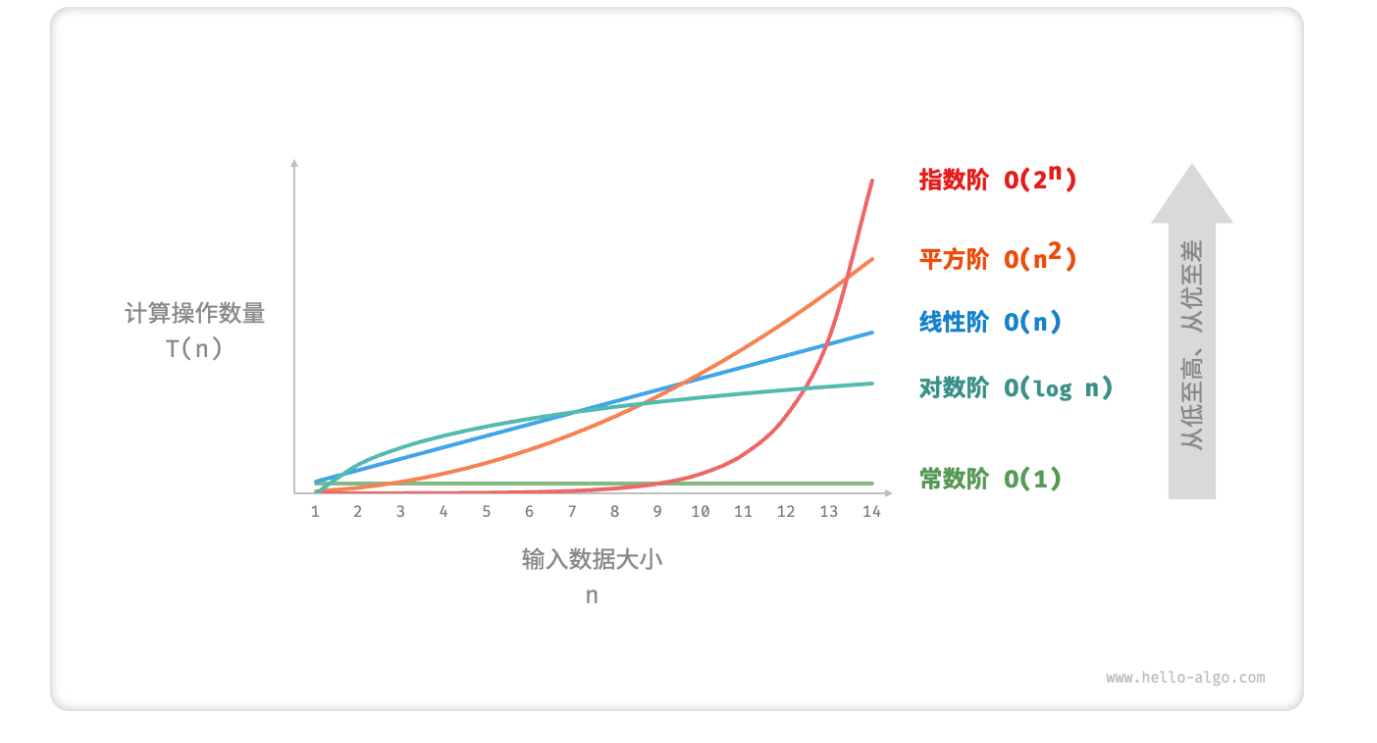 指数阶 O(2ⁿ)
平方阶 O(n²)
计算操作数量
T(n)
线性阶 O(n)
对数阶 O(log n)
常数阶 O(1)
从低至高、从优至差
1 2 3 4 5 6 7 8 9 10 11 12 13 14
输入数据大小
n
www.hello-algo.com